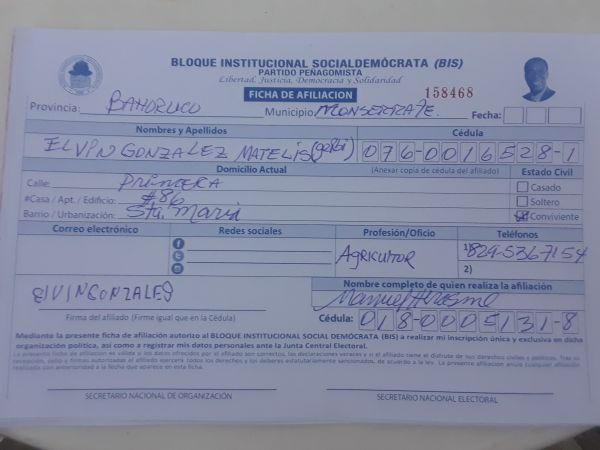 BLOQUE INSTITUCIONAL SOCIALDEMÓCRATA (BIS)
PARTIDO PEÑAGOMISTA
Libertad, Justicia, Democracia y Solidaridad
FICHA DE AFILIACION 158468
Provincia: BAHORUCO Municipio: MONSERRATE. Fecha:
Nombres y Apellidos Cédula
ELVIN GONZALEZ MATELIS 076-0016528-1
Domicilio Actual (Anexar copia de cédula del afiliado) Estado Civil
Calle: PRIMERA Casado
#Casa / Apt. / Edificio: #86 Soltero
Barrio / Urbanización: Sta. Maria Conviviente
Correo electrónico Redes sociales Profesión/Oficio Teléfonos
AGRICULTOR 1) 829-5367154
2)
ELVIN GONZALES Nombre completo de quien realiza la afiliación
Manuel
Firma del afiliado (Firme igual que en la Cédula) Cédula: 018-0005131-8
Mediante la presente ficha de afiliación autorizo al BLOQUE INSTITUCIONAL SOCIAL DEMÓCRATA (BIS) a realizar mi inscripción única y exclusiva en dicha
organización política, así como a registrar mis datos personales ante la Junta Central Electoral.
SECRETARIO NACIONAL DE ORGANIZACIÓN SECRETARIO NACIONAL ELECTORAL